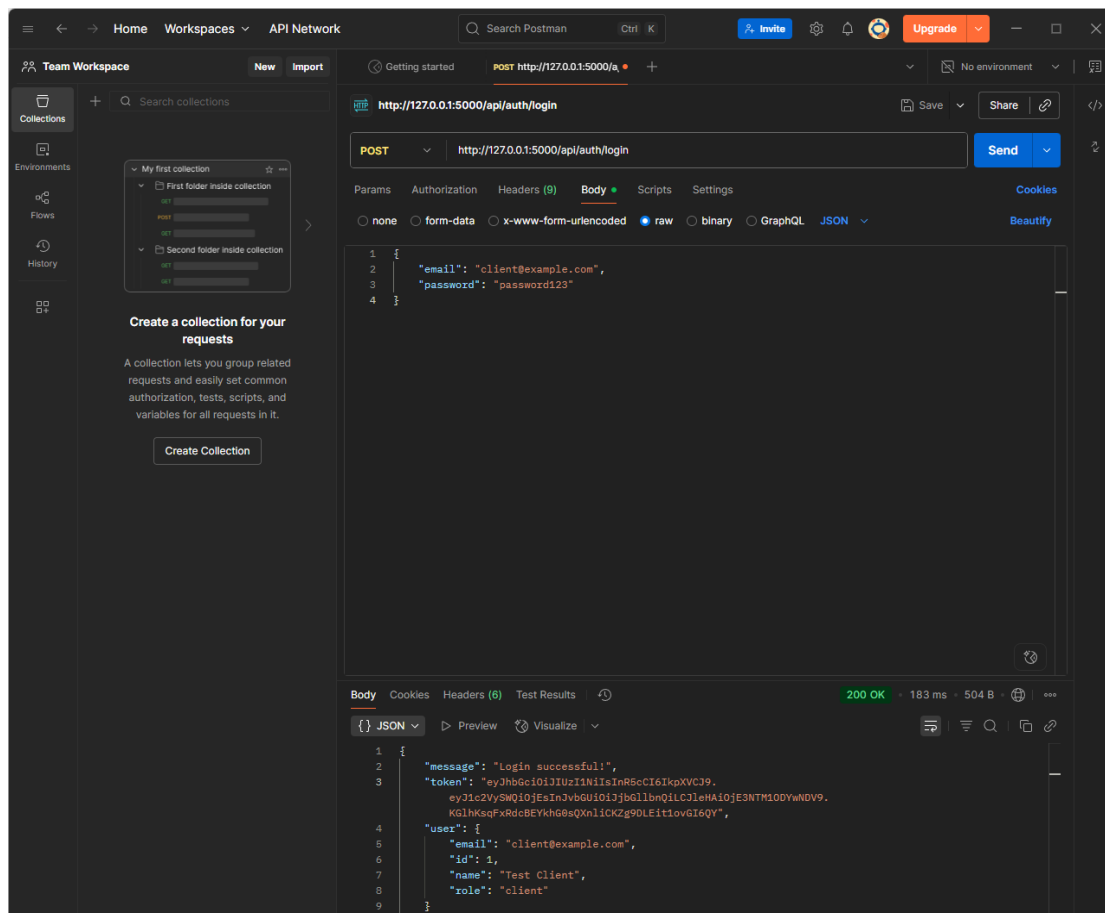 Home Workspaces API Network Search Postman Ctrl K Invite Upgrade
Team Workspace New Import
Getting started POST http://127.0.0.1:5000/a, No environment
Collections
Environments
Flows
History
Search collections
My first collection
First folder inside collection
GET
POST
GET
Second folder inside collection
GET
GET
Create a collection for your
requests
A collection lets you group related
requests and easily set common
authorization, tests, scripts, and
variables for all requests in it.
Create Collection
HTTP http://127.0.0.1:5000/api/auth/login Save Share
POST http://127.0.0.1:5000/api/auth/login Send
Params Authorization Headers (9) Body Scripts Settings Cookies
none form-data x-www-form-urlencoded raw binary GraphQL JSON Beautify
1 {
2 "email": "client@example.com",
3 "password": "password123"
4 }
Body Cookies Headers (6) Test Results 200 OK 183 ms 504 B
{} JSON Preview Visualize
1 {
2 "message": "Login successful!",
3 "token": "eyJhbGciOiJIUzI1NiIsInR5cCI6IkpXVCJ9.
eyJ1c2VySWQiOjEsInJvbGUiOiJjbGllbnQiLCJleHAiOjE3NTM1ODYwNDV9.
KGlhKsqFxRdcBEYkhG0sQXnliCKZg9DLEit1ovGI6QY",
4 "user": {
5 "email": "client@example.com",
6 "id": 1,
7 "name": "Test Client",
8 "role": "client"
9 }